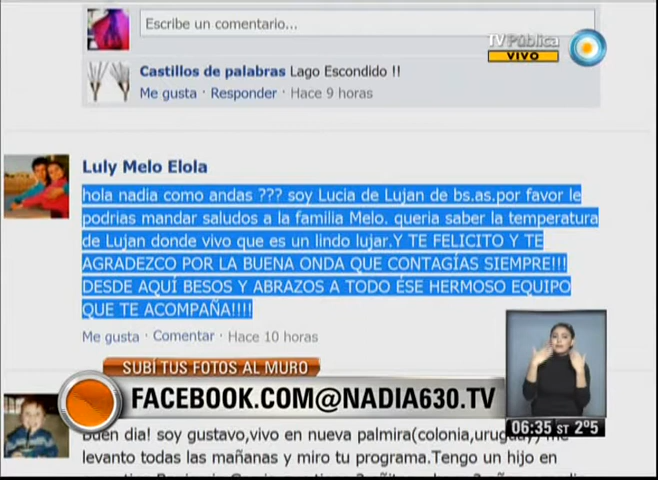 Escribe un comentario...
TV Pública
VIVO
Castillos de palabras Lago Escondido !!
Me gusta · Responder · Hace 9 horas
Luly Melo Elola
hola nadia como andas ??? soy Lucia de Lujan de bs.as.por favor le
podrias mandar saludos a la familia Melo. queria saber la temperatura
de Lujan donde vivo que es un lindo lujar.Y TE FELICITO Y TE
AGRADEZCO POR LA BUENA ONDA QUE CONTAGÍAS SIEMPRE!!!
DESDE AQUÍ BESOS Y ABRAZOS A TODO ÉSE HERMOSO EQUIPO
QUE TE ACOMPAÑA!!!!
Me gusta · Comentar · Hace 10 horas
SUBÍ TUS FOTOS AL MURO
FACEBOOK.COM@NADIA630.TV
06:35 ST 2°5
buen dia! soy gustavo,vivo en nueva palmira(colonia,uruguay) me
levanto todas las mañanas y miro tu programa.Tengo un hijo en